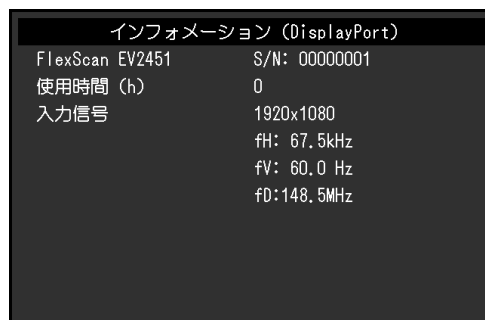 インフォメーション (DisplayPort)
FlexScan EV2451 S/N: 00000001
使用時間 (h) 0
入力信号 1920x1080
fH: 67.5kHz
fV: 60.0 Hz
fD:148.5MHz